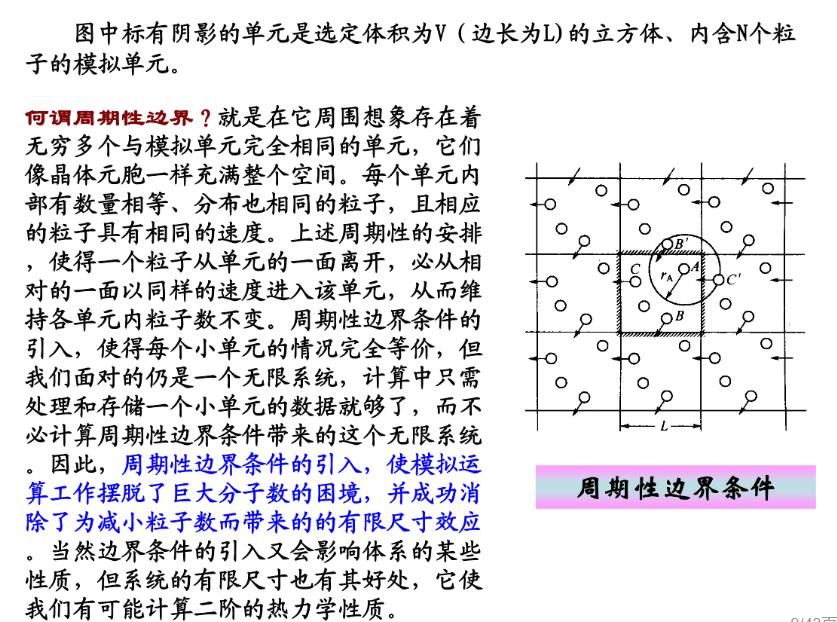 图中标有阴影的单元是选定体积为V（边长为L)的立方体、内含N个粒
子的模拟单元。
何谓周期性边界？就是在它周围想象存在着
无穷多个与模拟单元完全相同的单元，它们
像晶体元胞一样充满整个空间。每个单元内
部有数量相等、分布也相同的粒子，且相应
的粒子具有相同的速度。上述周期性的安排
，使得一个粒子从单元的一面离开，必从相
对的一面以同样的速度进入该单元，从而维
持各单元内粒子数不变。周期性边界条件的
引入，使得每个小单元的情况完全等价，但
我们面对的仍是一个无限系统，计算中只需
处理和存储一个小单元的数据就够了，而不
必计算周期性边界条件带来的这个无限系统
。因此，周期性边界条件的引入，使模拟运
算工作摆脱了巨大分子数的困境，并成功消
除了为减小粒子数而带来的的有限尺寸效应
。当然边界条件的引入又会影响体系的某些
性质，但系统的有限尺寸也有其好处，它使
我们有可能计算二阶的热力学性质。
B'
C
A
C'
rA
B
L
周期性边界条件